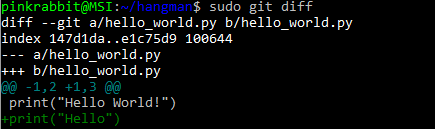 pinkrabbit@MSI:~/hangman$ sudo git diff
diff --git a/hello_world.py b/hello_world.py
index 147d1da..e1c75d9 100644
--- a/hello_world.py
+++ b/hello_world.py
@@ -1,2 +1,3 @@
 print("Hello World!")
+print("Hello")